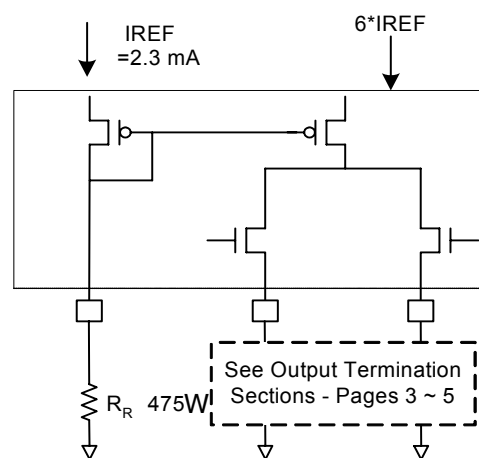 IREF
=2.3 mA
6*IREF
See Output Termination
Sections - Pages 3 ~ 5
RR 475W